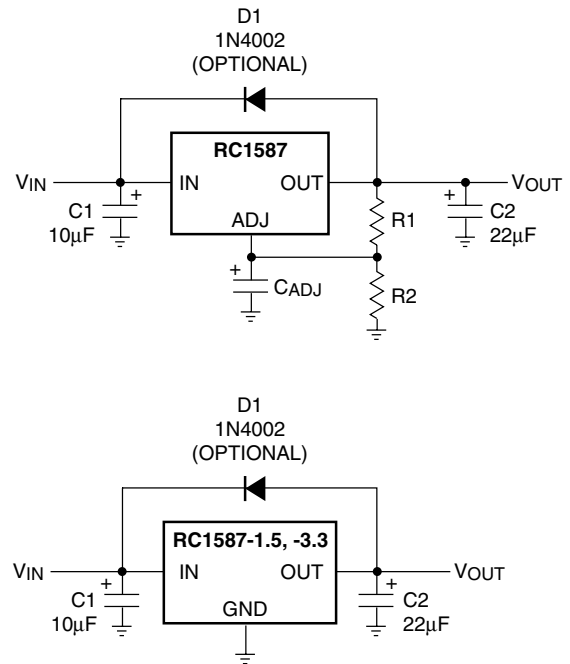 D1
1N4002
(OPTIONAL)
RC1587
VIN
IN
OUT
VOUT
+
+
C1
10µF
ADJ
R1
C2
22µF
+
CADJ
R2
D1
1N4002
(OPTIONAL)
RC1587-1.5, -3.3
VIN
IN
OUT
VOUT
+
+
C1
10µF
GND
C2
22µF